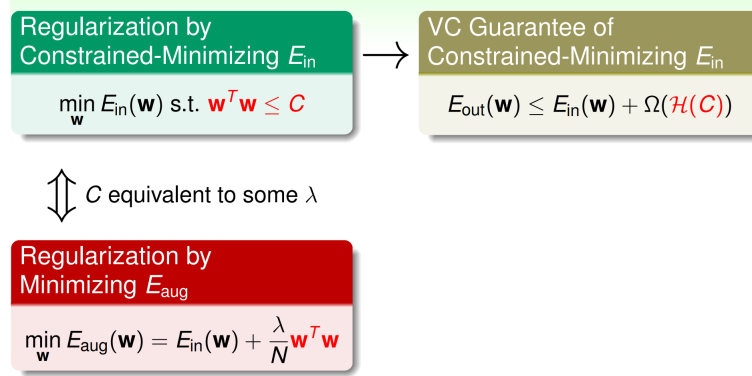 Regularization by
Constrained-Minimizing E_in
min_w E_in(w) s.t. w^T w ≤ C
⟶
VC Guarantee of
Constrained-Minimizing E_in
E_out(w) ≤ E_in(w) + Ω(ℋ(C))
⇕ C equivalent to some λ
Regularization by
Minimizing E_aug
min_w E_aug(w) = E_in(w) + λ/N w^T w